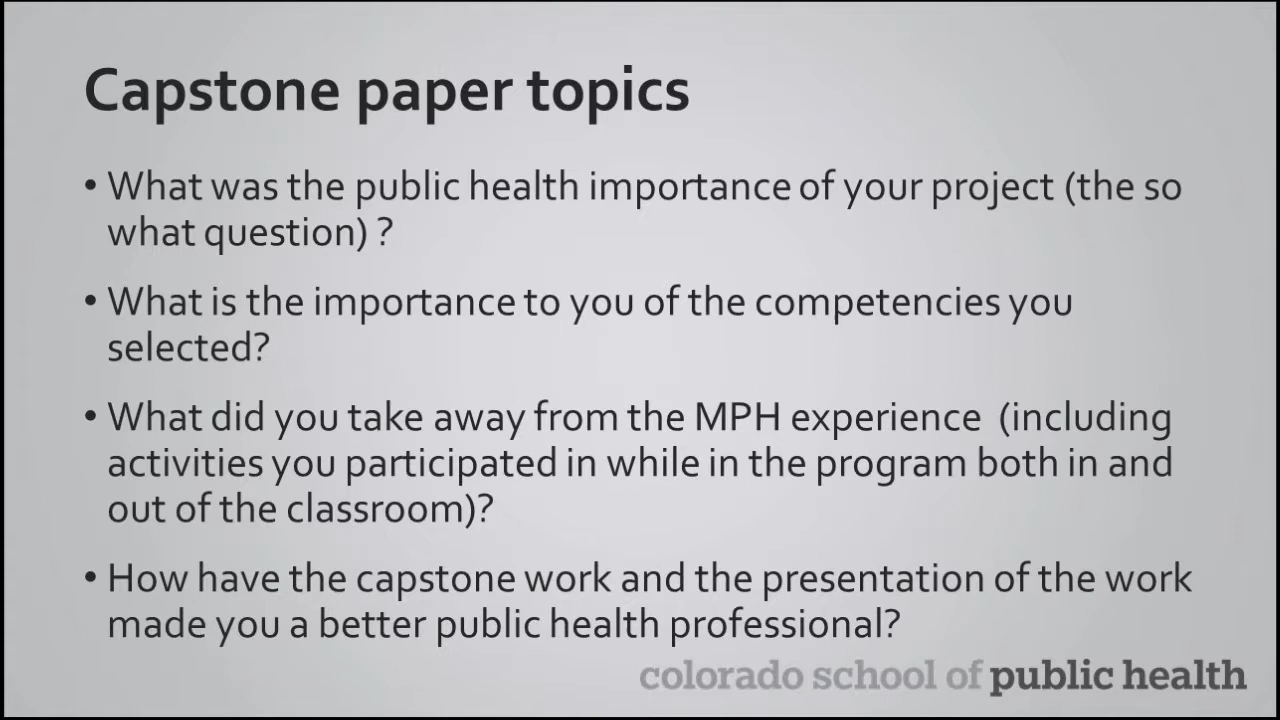 Capstone paper topics
• What was the public health importance of your project (the so
what question) ?
• What is the importance to you of the competencies you
selected?
• What did you take away from the MPH experience  (including
activities you participated in while in the program both in and
out of the classroom)?
• How have the capstone work and the presentation of the work
made you a better public health professional?
colorado school of public health